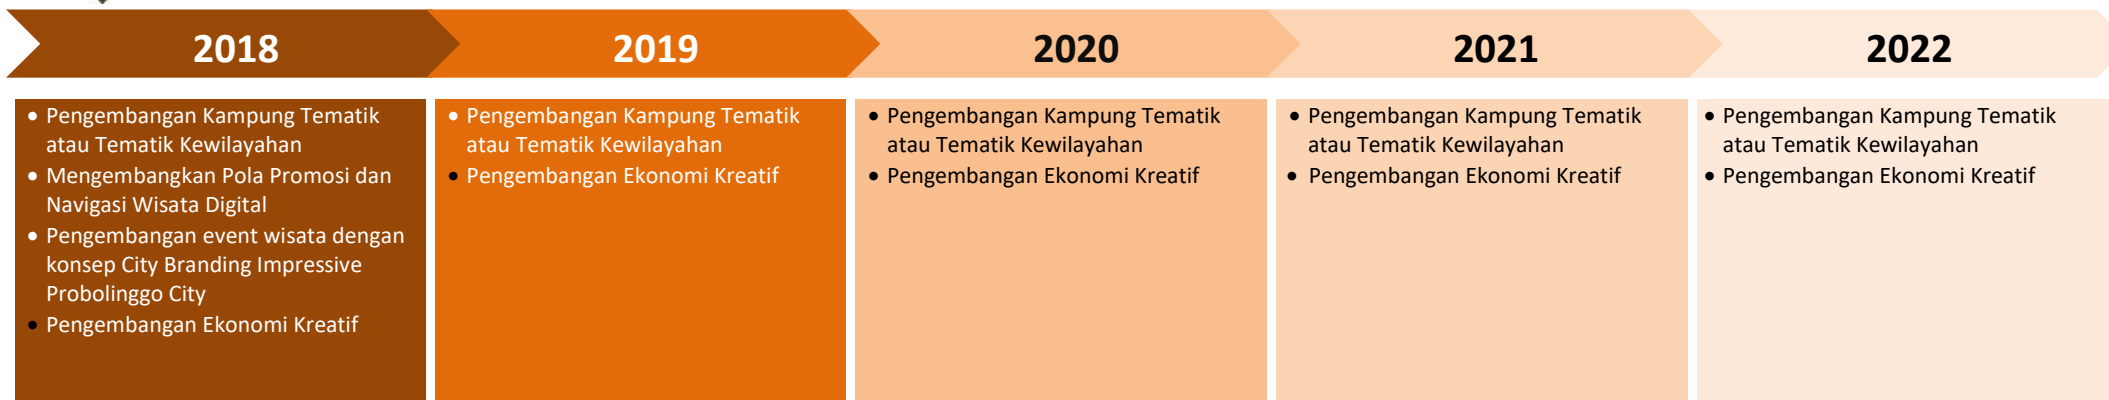 2018
2019
2020
2021
2022
• Pengembangan Kampung Tematik
atau Tematik Kewilayahan
• Mengembangkan Pola Promosi dan
Navigasi Wisata Digital
• Pengembangan event wisata dengan
konsep City Branding Impressive
Probolinggo City
• Pengembangan Ekonomi Kreatif
• Pengembangan Kampung Tematik
atau Tematik Kewilayahan
• Pengembangan Ekonomi Kreatif
• Pengembangan Kampung Tematik
atau Tematik Kewilayahan
• Pengembangan Ekonomi Kreatif
• Pengembangan Kampung Tematik
atau Tematik Kewilayahan
• Pengembangan Ekonomi Kreatif
• Pengembangan Kampung Tematik
atau Tematik Kewilayahan
• Pengembangan Ekonomi Kreatif